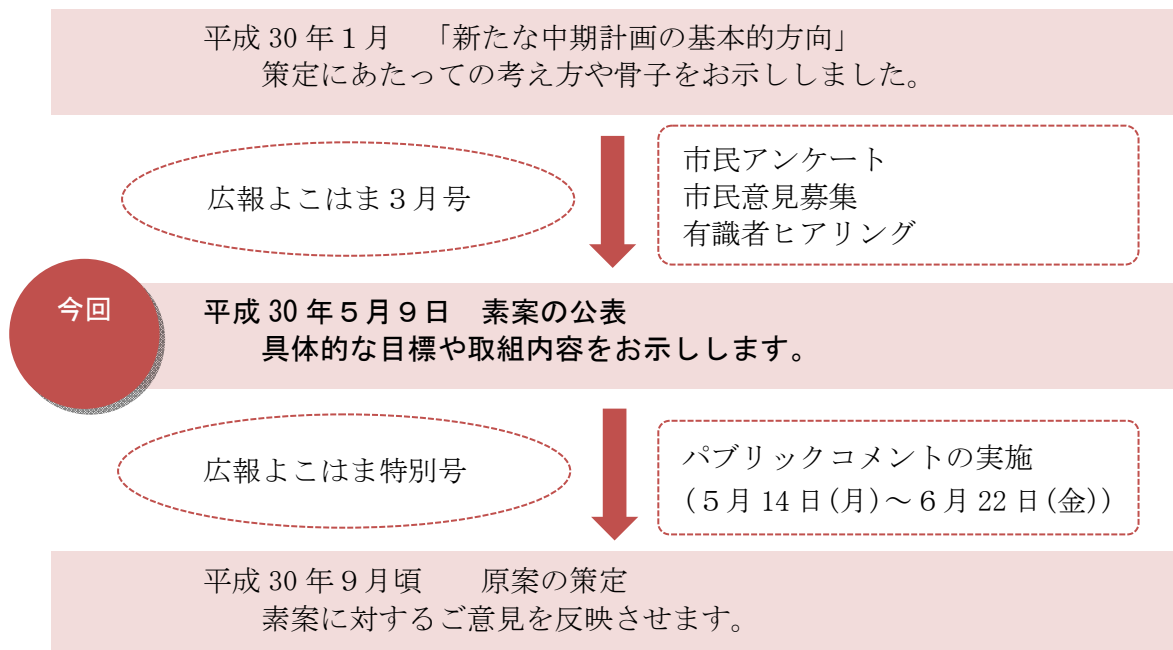 平成 30 年１月　「新たな中期計画の基本的方向」
策定にあたっての考え方や骨子をお示ししました。
広報よこはま３月号
市民アンケート
市民意見募集
有識者ヒアリング
今回
平成 30 年５月９日　素案の公表
具体的な目標や取組内容をお示しします。
広報よこはま特別号
パブリックコメントの実施
（５月 14 日（月）～６月 22 日（金））
平成 30 年９月頃　　原案の策定
素案に対するご意見を反映させます。